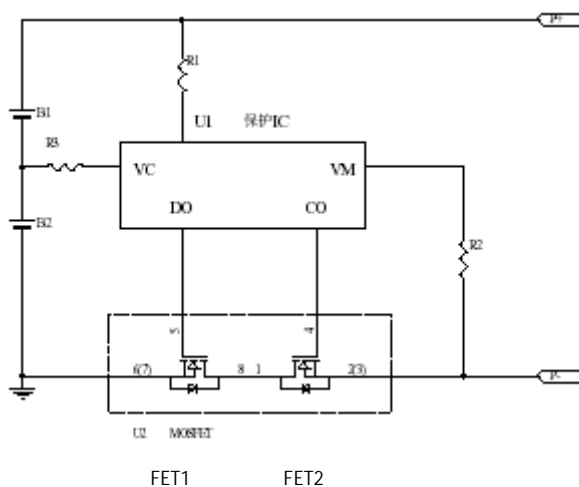 P+
R1
U1 保护IC
B1
R3
VC VM
B2
DO CO
R2
5 4
6(7) 8 1 2(3)
P-
U2 MOSFET
FET1 FET2